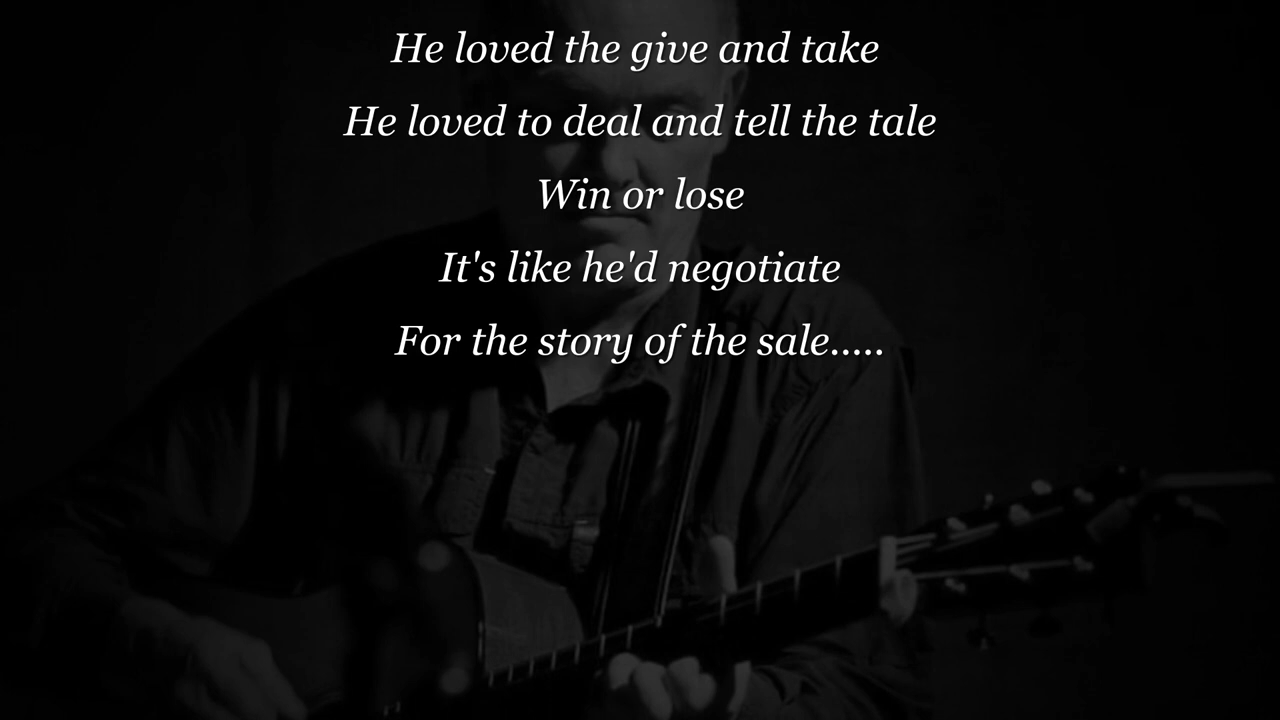 He loved the give and take
He loved to deal and tell the tale
Win or lose
It's like he'd negotiate
For the story of the sale.....